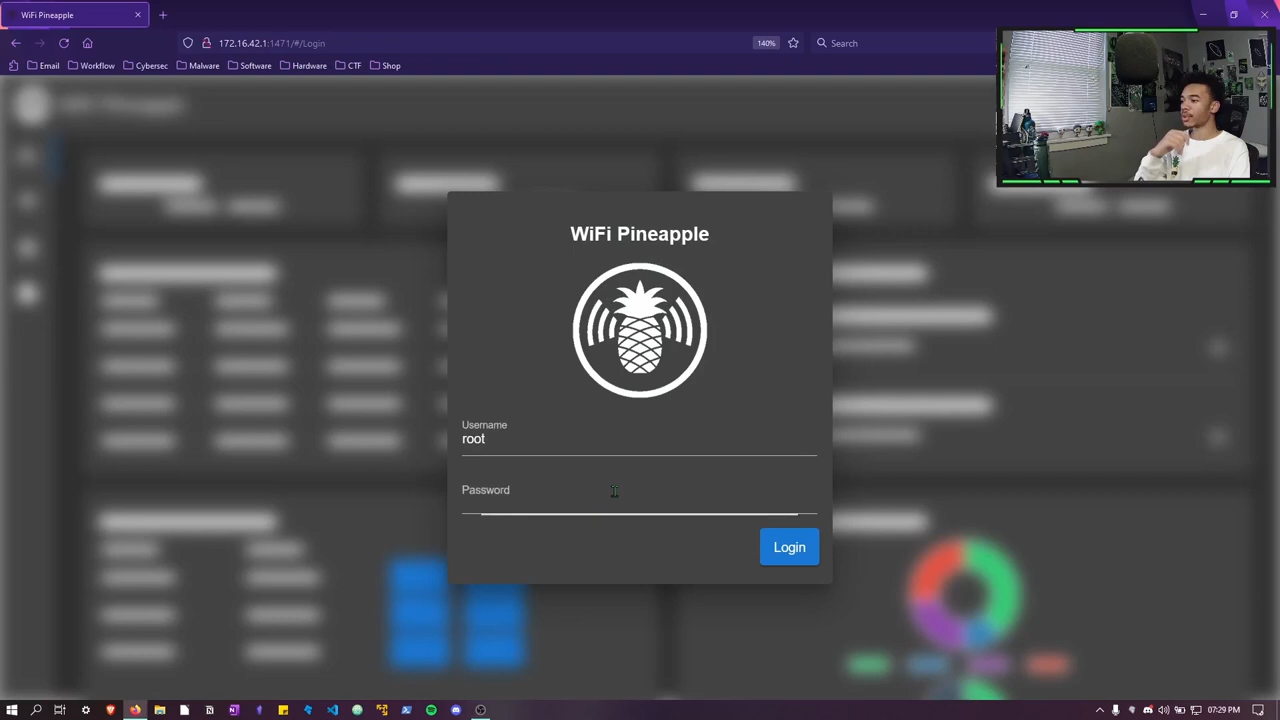 WiFi Pineapple
172.16.42.1:1471/#/Login
140%
Search
Email
Workflow
Cybersec
Malware
Software
Hardware
CTF
Shop
WiFi Pineapple
Username
root
Password
Login
07:29 PM